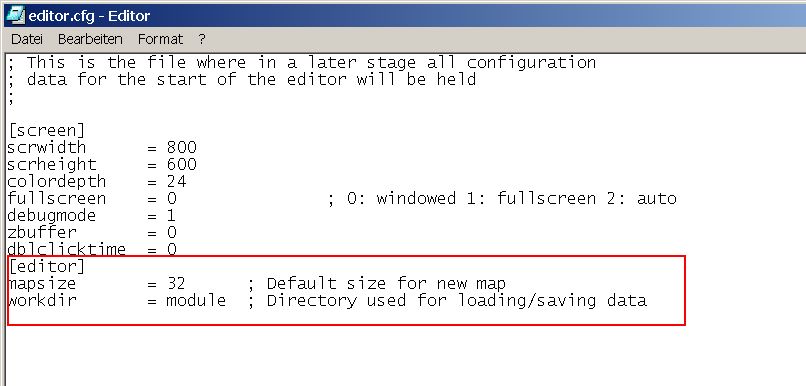 editor.cfg - Editor
Datei Bearbeiten Format ?
; This is the file where in a later stage all configuration
; data for the start of the editor will be held
;
[screen]
scrwidth = 800
scrheight = 600
colordepth = 24
fullscreen = 0 ; 0: windowed 1: fullscreen 2: auto
debugmode = 1
zbuffer = 0
dblclicktime = 0
[editor]
mapsize = 32 ; Default size for new map
workdir = module ; Directory used for loading/saving data